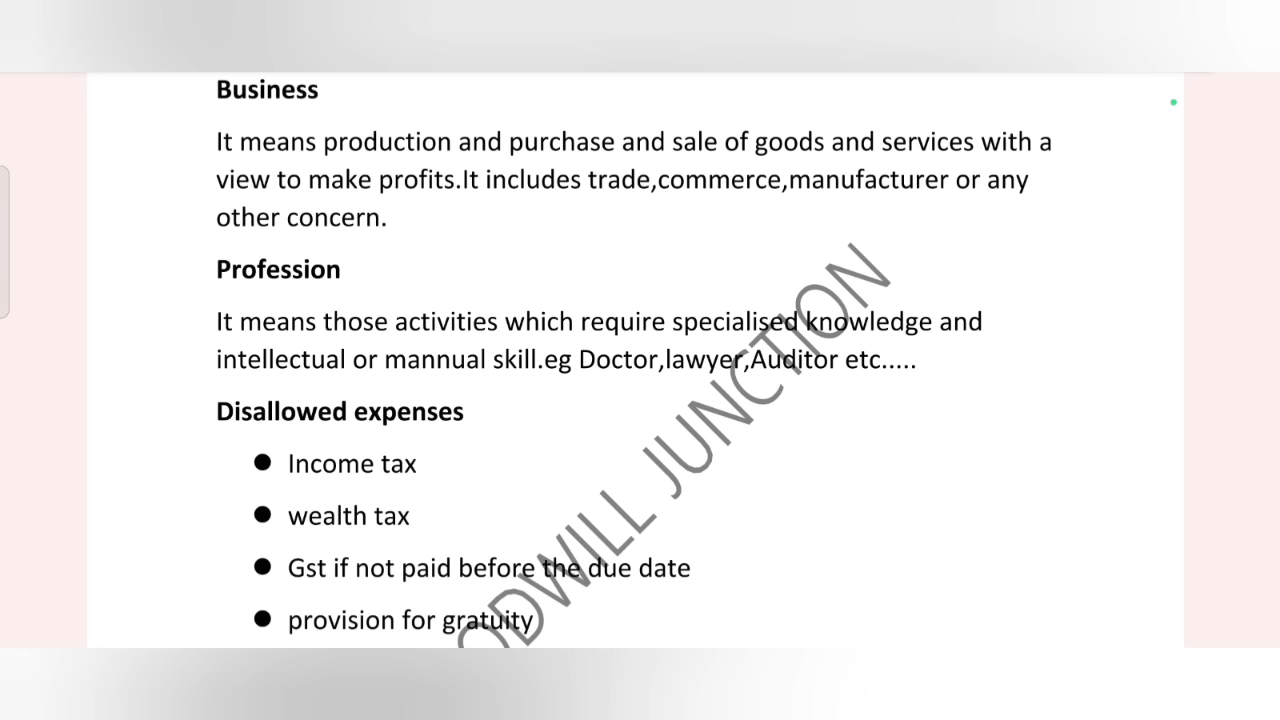 Business
It means production and purchase and sale of goods and services with a
view to make profits.It includes trade,commerce,manufacturer or any
other concern.
Profession
It means those activities which require specialised knowledge and
intellectual or mannual skill.eg Doctor,lawyer,Auditor etc.....
Disallowed expenses
● Income tax
● wealth tax
● Gst if not paid before the due date
● provision for gratuity
ODWILL JUNCTION